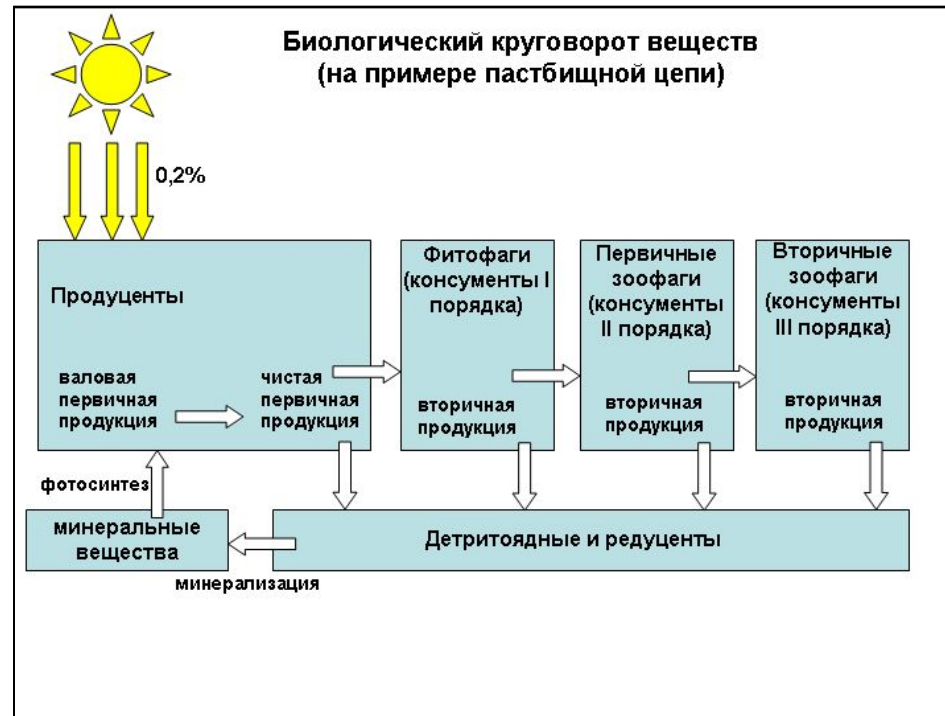 Биологический круговорот веществ
(на примере пастбищной цепи)
0,2%
Продуценты
валовая
первичная
продукция
чистая
первичная
продукция
Фитофаги
(консументы I
порядка)
вторичная
продукция
Первичные
зоофаги
(консументы
II порядка)
вторичная
продукция
Вторичные
зоофаги
(консументы
III порядка)
вторичная
продукция
фотосинтез
минеральные
вещества
Детритоядные и редуценты
минерализация